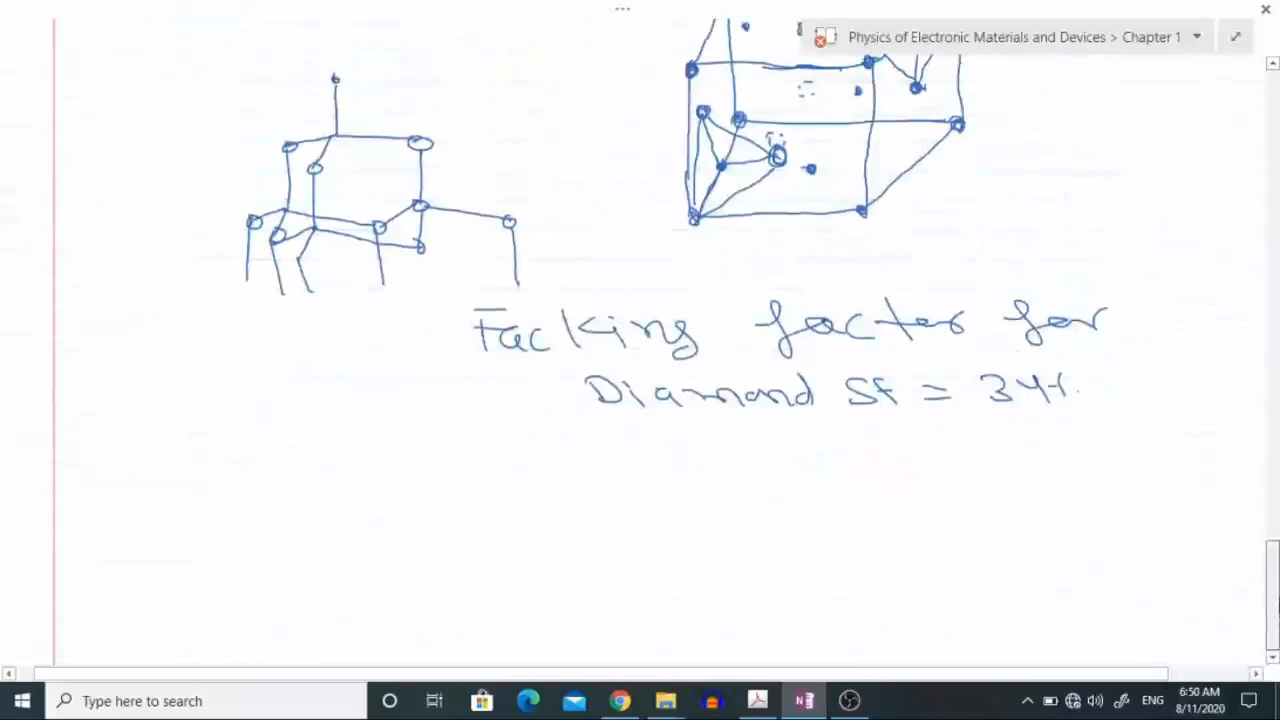 Physics of Electronic Materials and Devices > Chapter 1
Packing factor for
Diamond St = 34%
Type here to search
ENG
6:50 AM
8/11/2020